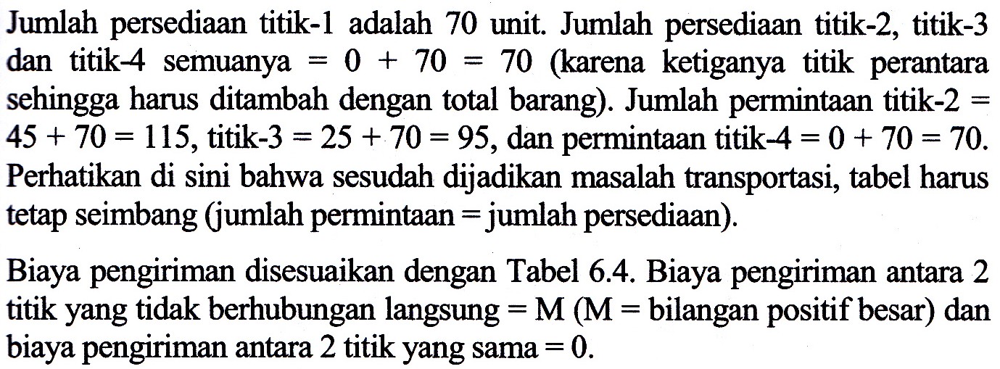 Jumlah persediaan titik-1 adalah 70 unit. Jumlah persediaan titik-2, titik-3
dan titik-4 semuanya = 0 + 70 = 70 (karena ketiganya titik perantara
sehingga harus ditambah dengan total barang). Jumlah permintaan titik-2 =
45 + 70 = 115, titik-3 = 25 + 70 = 95, dan permintaan titik-4 = 0 + 70 = 70.
Perhatikan di sini bahwa sesudah dijadikan masalah transportasi, tabel harus
tetap seimbang (jumlah permintaan = jumlah persediaan).
Biaya pengiriman disesuaikan dengan Tabel 6.4. Biaya pengiriman antara 2
titik yang tidak berhubungan langsung = M (M = bilangan positif besar) dan
biaya pengiriman antara 2 titik yang sama = 0.